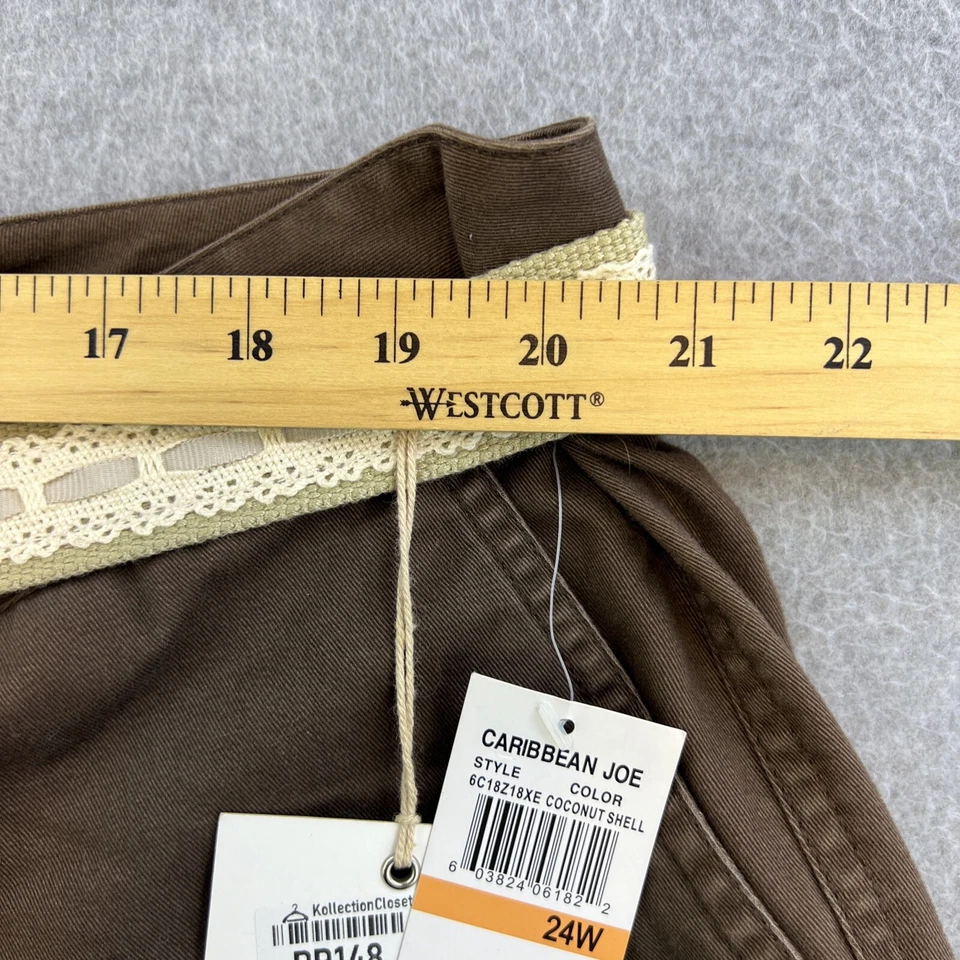 17 18 19 20 21 22
WESTCOTT®
CARIBBEAN JOE
STYLE COLOR
6C18Z18XE COCONUT SHELL
6 03824 06182 2
24W
KollectionCloset